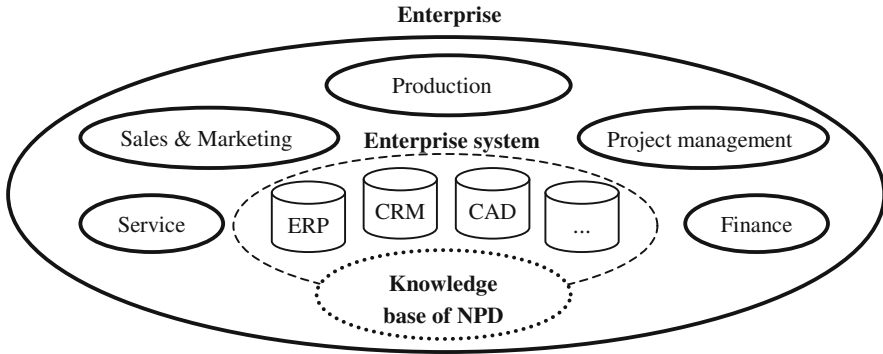 Enterprise
Production
Sales & Marketing
Enterprise system
Project management
ERP
CRM
CAD
...
Service
Finance
Knowledge
base of NPD